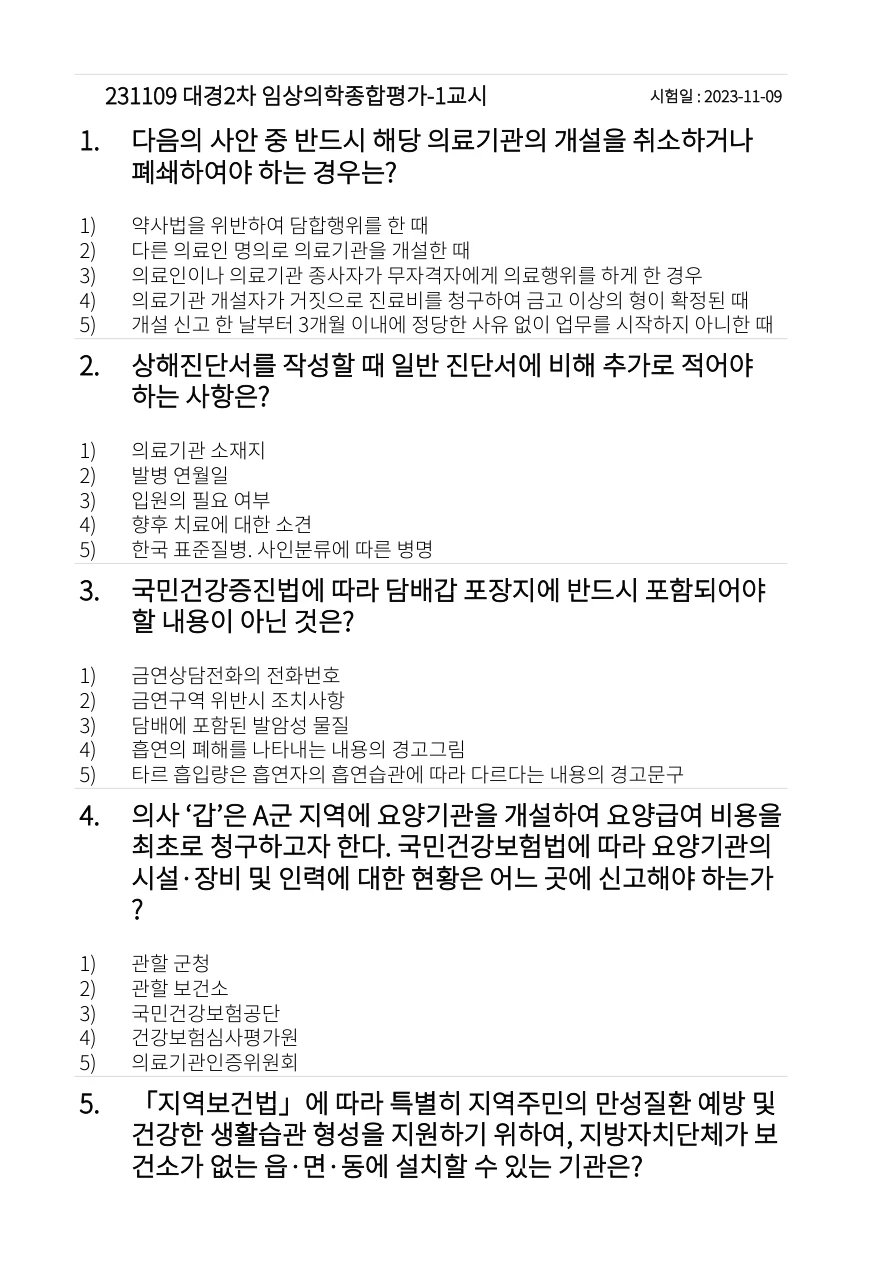 231109 대경2차 임상의학종합평가-1교시 시험일 : 2023-11-09
1. 다음의 사안 중 반드시 해당 의료기관의 개설을 취소하거나
폐쇄하여야 하는 경우는?
1) 약사법을 위반하여 담합행위를 한 때
2) 다른 의료인 명의로 의료기관을 개설한 때
3) 의료인이나 의료기관 종사자가 무자격자에게 의료행위를 하게 한 경우
4) 의료기관 개설자가 거짓으로 진료비를 청구하여 금고 이상의 형이 확정된 때
5) 개설 신고 한 날부터 3개월 이내에 정당한 사유 없이 업무를 시작하지 아니한 때
2. 상해진단서를 작성할 때 일반 진단서에 비해 추가로 적어야
하는 사항은?
1) 의료기관 소재지
2) 발병 연월일
3) 입원의 필요 여부
4) 향후 치료에 대한 소견
5) 한국 표준질병. 사인분류에 따른 병명
3. 국민건강증진법에 따라 담배갑 포장지에 반드시 포함되어야
할 내용이 아닌 것은?
1) 금연상담전화의 전화번호
2) 금연구역 위반시 조치사항
3) 담배에 포함된 발암성 물질
4) 흡연의 폐해를 나타내는 내용의 경고그림
5) 타르 흡입량은 흡연자의 흡연습관에 따라 다르다는 내용의 경고문구
4. 의사 ‘갑’은 A군 지역에 요양기관을 개설하여 요양급여 비용을
최초로 청구하고자 한다. 국민건강보험법에 따라 요양기관의
시설·장비 및 인력에 대한 현황은 어느 곳에 신고해야 하는가
?
1) 관할 군청
2) 관할 보건소
3) 국민건강보험공단
4) 건강보험심사평가원
5) 의료기관인증위원회
5. 「지역보건법」에 따라 특별히 지역주민의 만성질환 예방 및
건강한 생활습관 형성을 지원하기 위하여, 지방자치단체가 보
건소가 없는 읍·면·동에 설치할 수 있는 기관은?